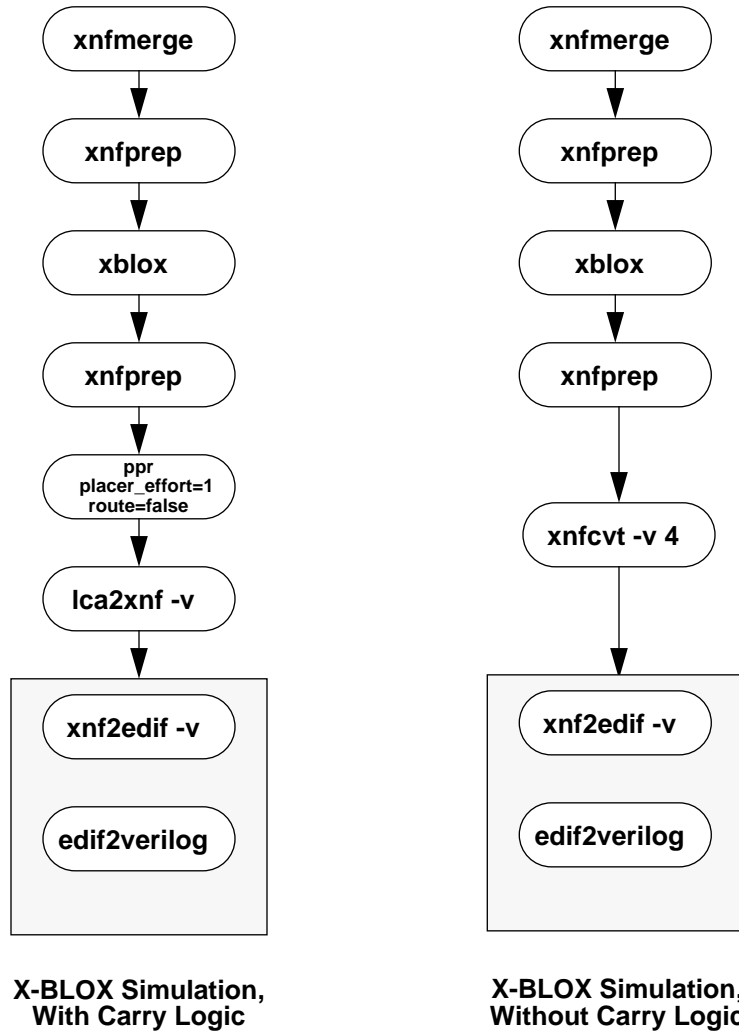 xnfmerge
xnfprep
xblox
xnfprep
ppr
placer_effort=1
route=false
lca2xnf -v
xnf2edif -v
edif2verilog
X-BLOX Simulation,
With Carry Logic
xnfmerge
xnfprep
xblox
xnfprep
xnfcvt -v 4
xnf2edif -v
edif2verilog
X-BLOX Simulation,
Without Carry Logic